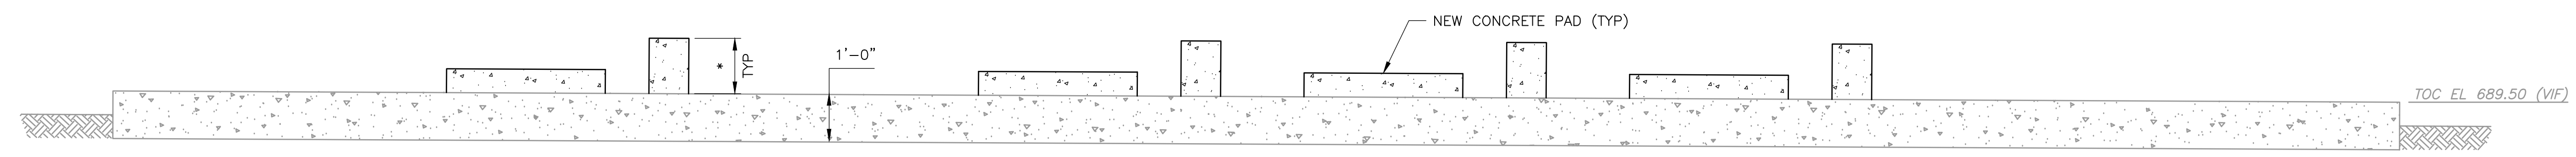 NEW CONCRETE PAD (TYP)
1'-0"
* TYP
TOC EL 689.50 (VIF)